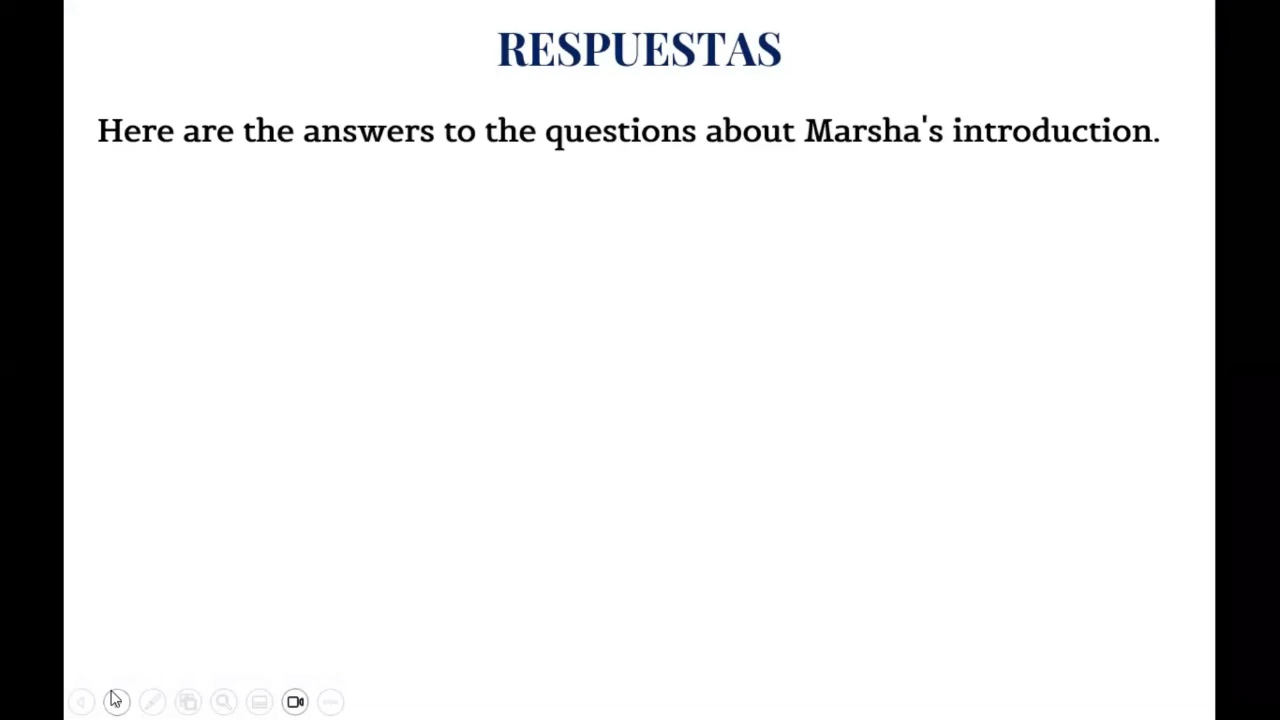 RESPUESTAS
Here are the answers to the questions about Marsha's introduction.